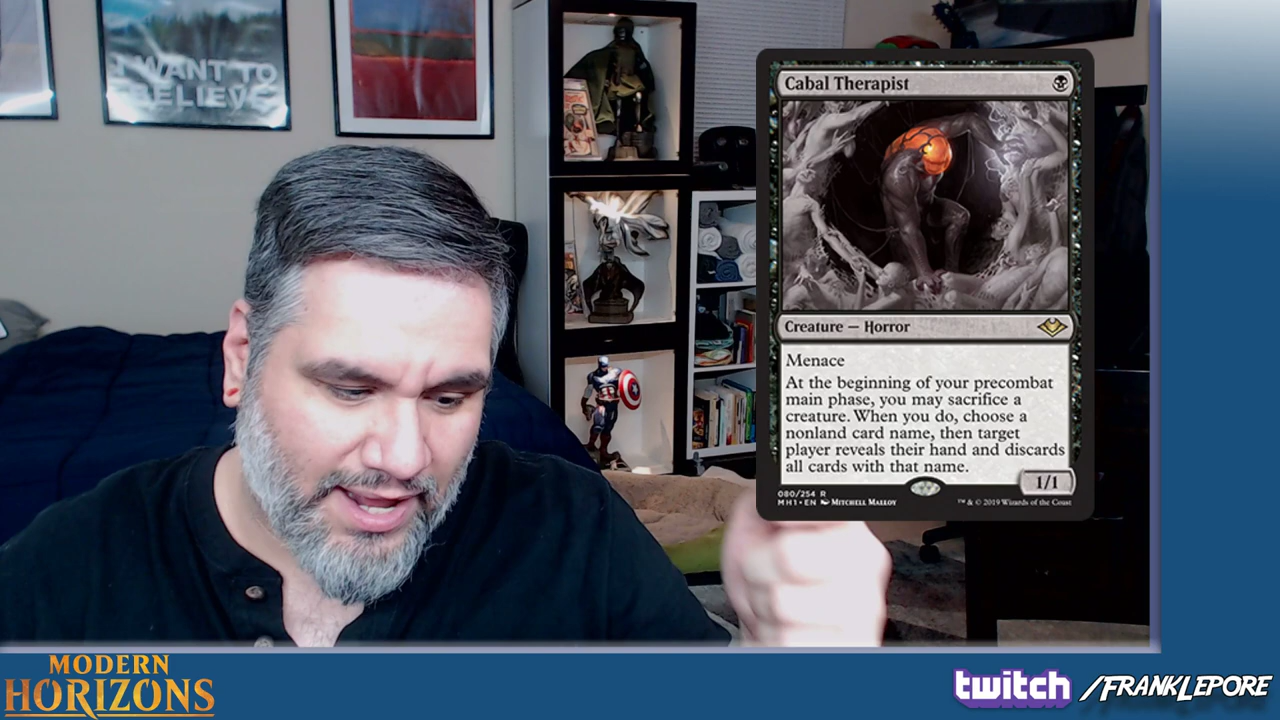 I WANT TO
BELIEVE
Cabal Therapist
Creature — Horror
Menace
At the beginning of your precombat
main phase, you may sacrifice a
creature. When you do, choose a
nonland card name, then target
player reveals their hand and discards
all cards with that name.
1/1
080/254 R
MH1 • EN MITCHELL MALLOY
™ & © 2019 Wizards of the Coast
MODERN
HORIZONS
twitch /FRANKLEPORE